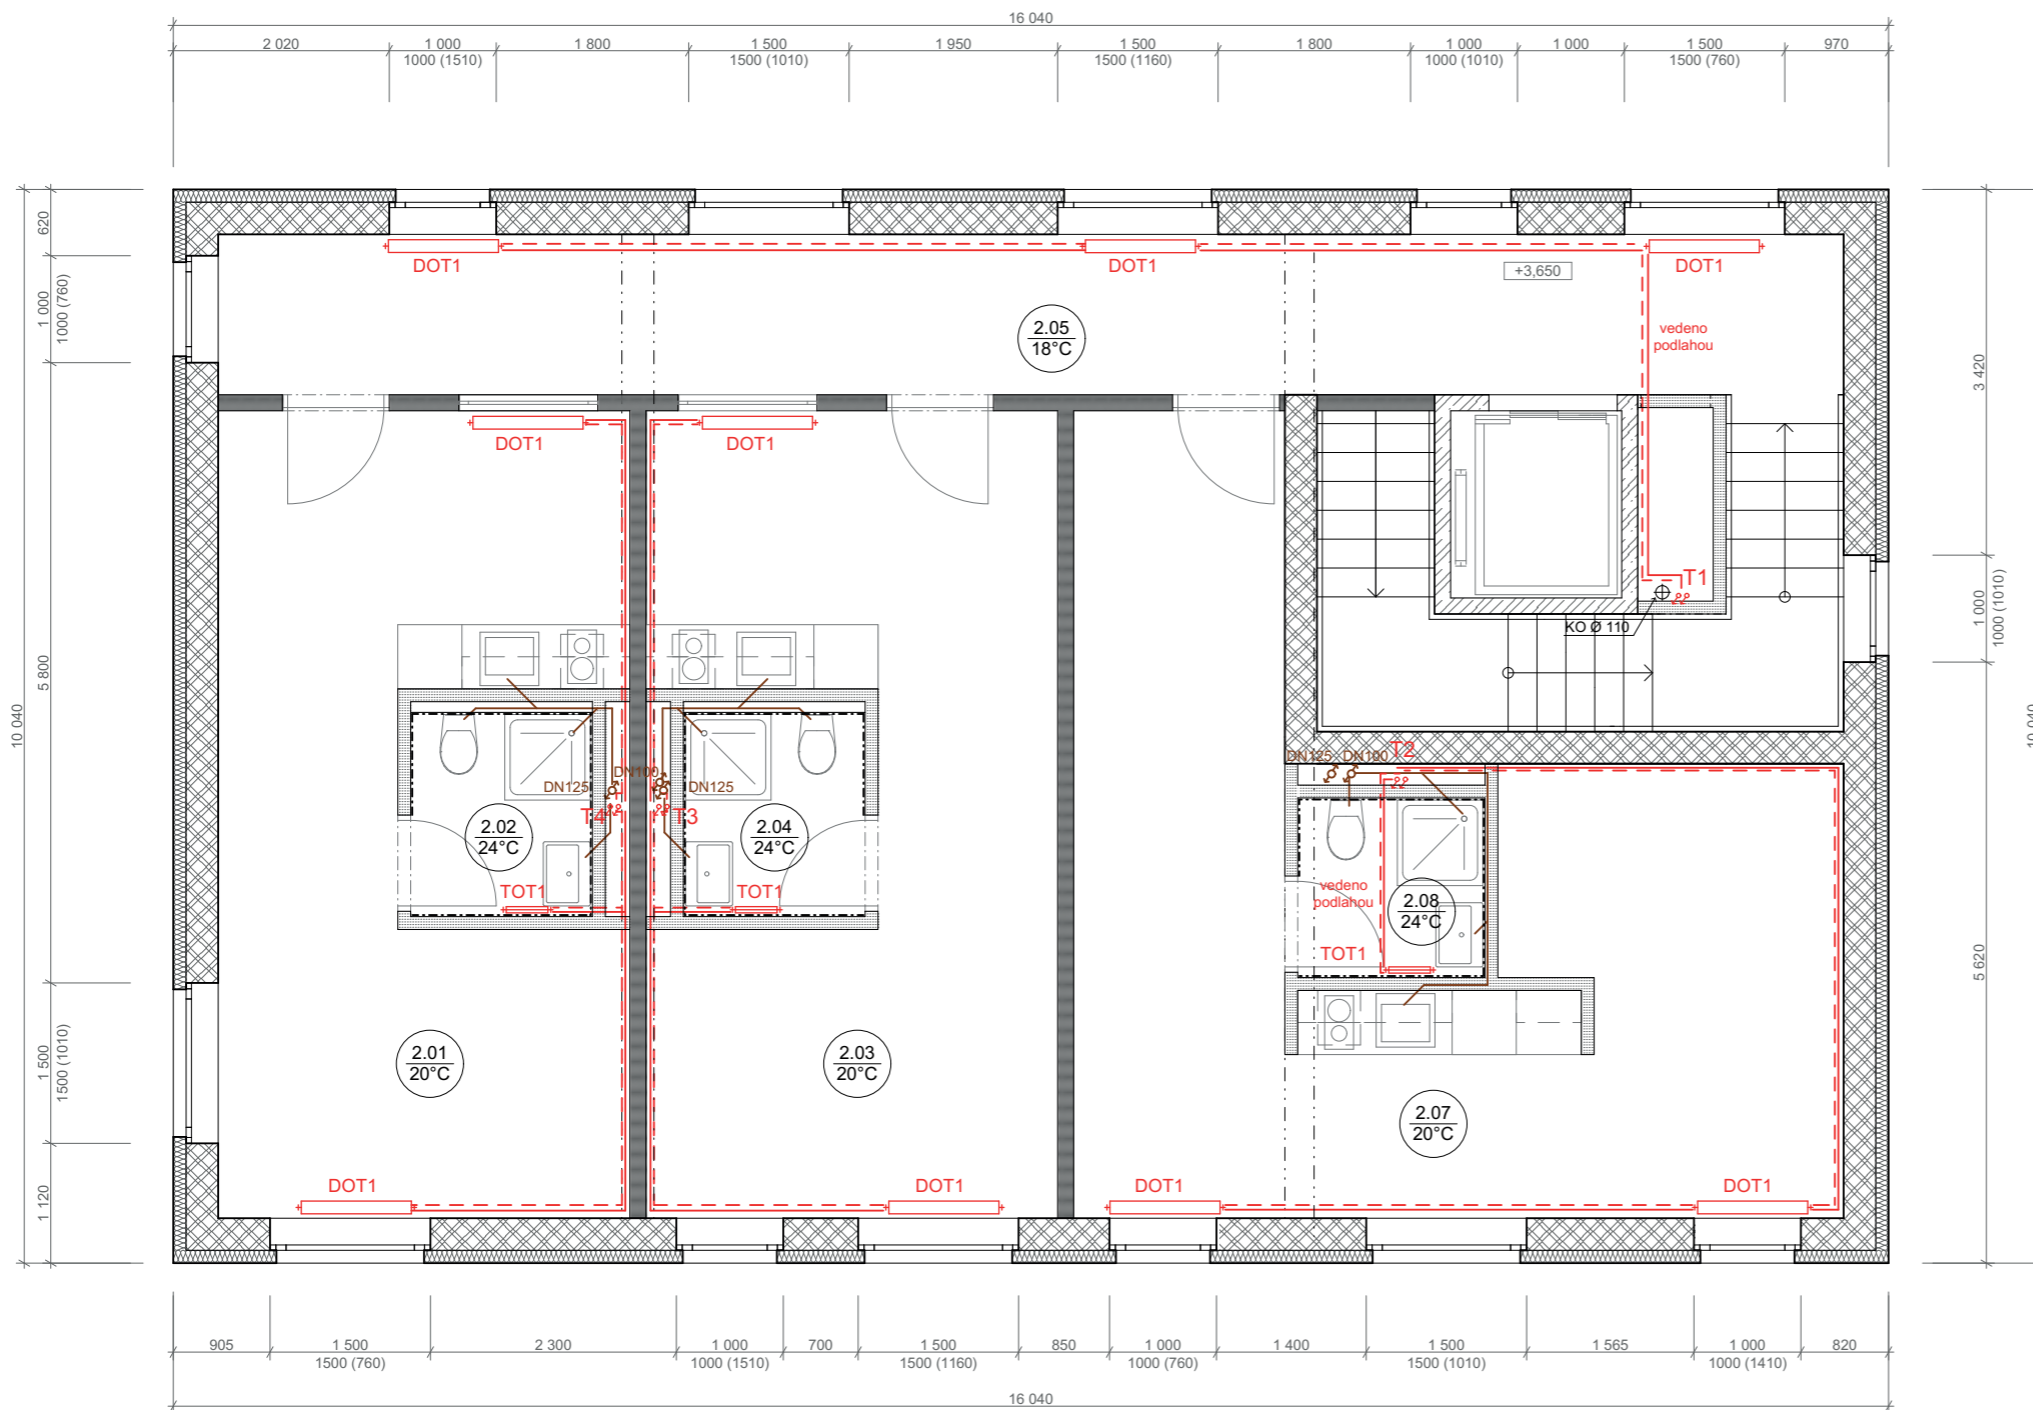 16 040
2 020
1 000
1 800
1 500
1 950
1 500
1 800
1 000
1 000
1 500
970
1000 (1510)
1500 (1010)
1500 (1160)
1000 (1010)
1500 (760)
620
1 000
1000 (760)
5 800
10 040
1 500
1500 (1010)
1 120
3 420
1 000
1000 (1010)
10 040
5 620
DOT1
DOT1
DOT1
+3,650
2.05
18°C
vedeno
podlahou
DOT1
DOT1
T1
KO Ø 110
DN125
DN100
DN125
T4
T3
2.02
24°C
2.04
24°C
TOT1
TOT1
DN125
DN100
T2
vedeno
podlahou
2.08
24°C
TOT1
2.01
20°C
2.03
20°C
2.07
20°C
DOT1
DOT1
DOT1
DOT1
905
1 500
2 300
1 000
700
1 500
850
1 000
1 400
1 500
1 565
1 000
820
1500 (760)
1000 (1510)
1500 (1160)
1000 (760)
1500 (1010)
1000 (1410)
16 040